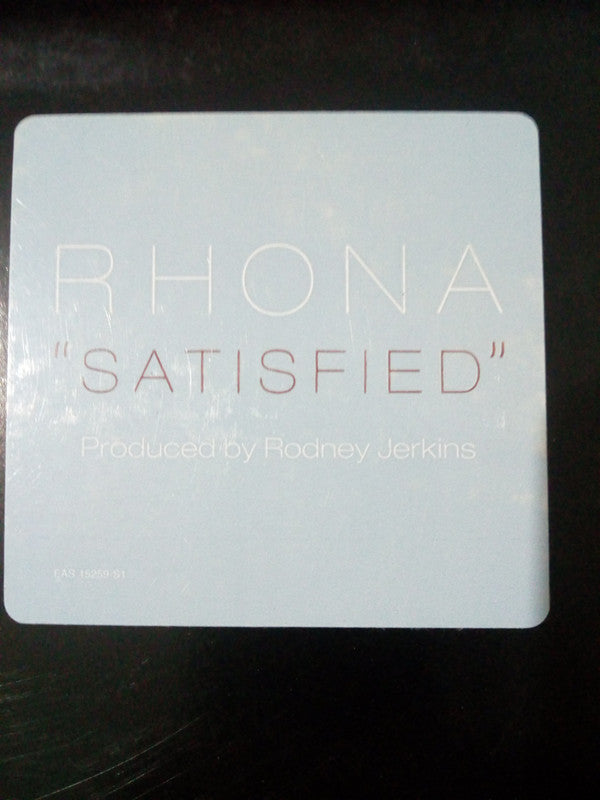 RHONA
"SATISFIED"
Produced by Rodney Jerkins
EAS 15259-S1